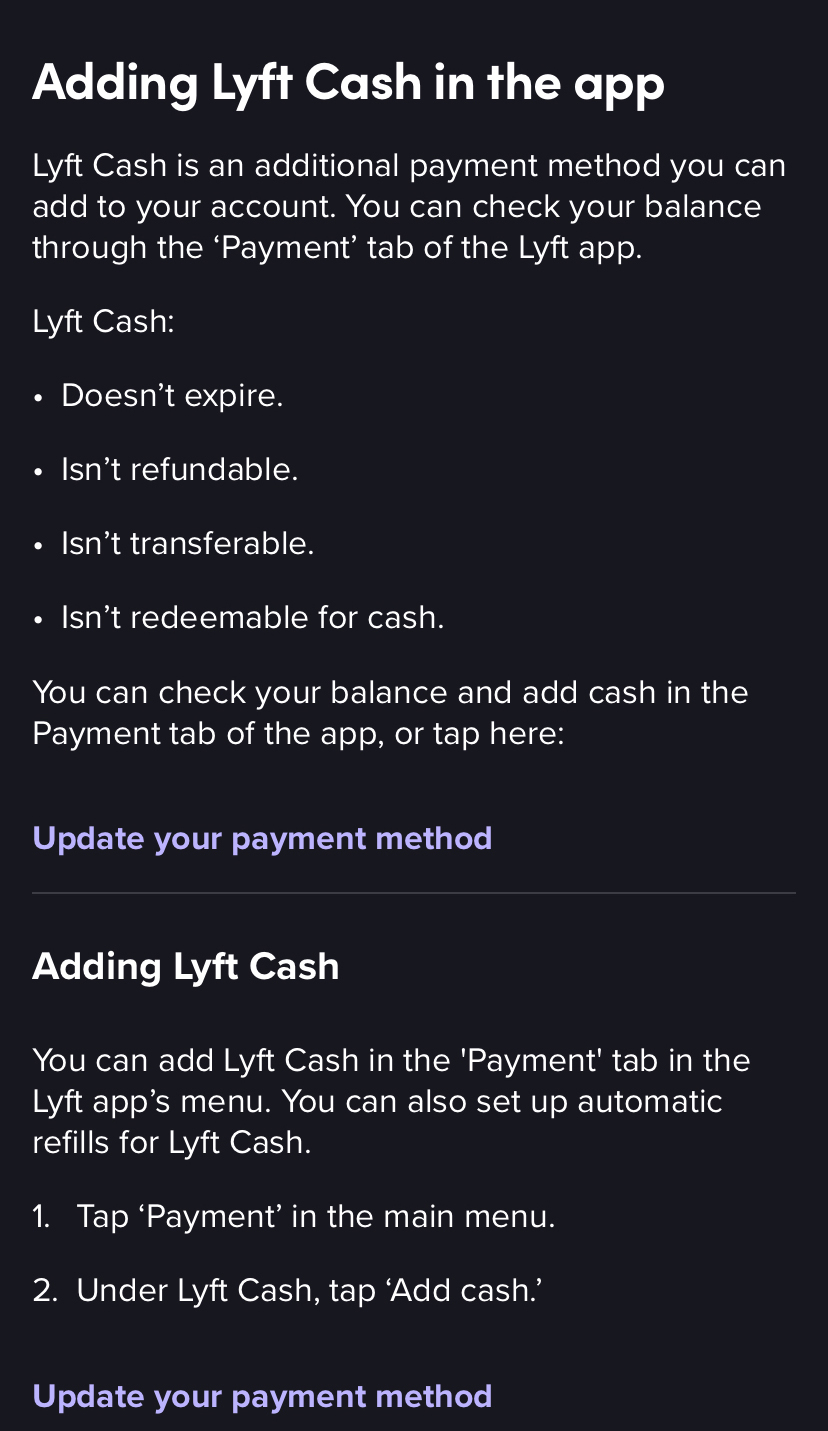 Adding Lyft Cash in the app
Lyft Cash is an additional payment method you can
add to your account. You can check your balance
through the ‘Payment’ tab of the Lyft app.
Lyft Cash:
• Doesn’t expire.
• Isn’t refundable.
• Isn’t transferable.
• Isn’t redeemable for cash.
You can check your balance and add cash in the
Payment tab of the app, or tap here:
Update your payment method
Adding Lyft Cash
You can add Lyft Cash in the 'Payment' tab in the
Lyft app’s menu. You can also set up automatic
refills for Lyft Cash.
1. Tap ‘Payment’ in the main menu.
2. Under Lyft Cash, tap ‘Add cash.’
Update your payment method